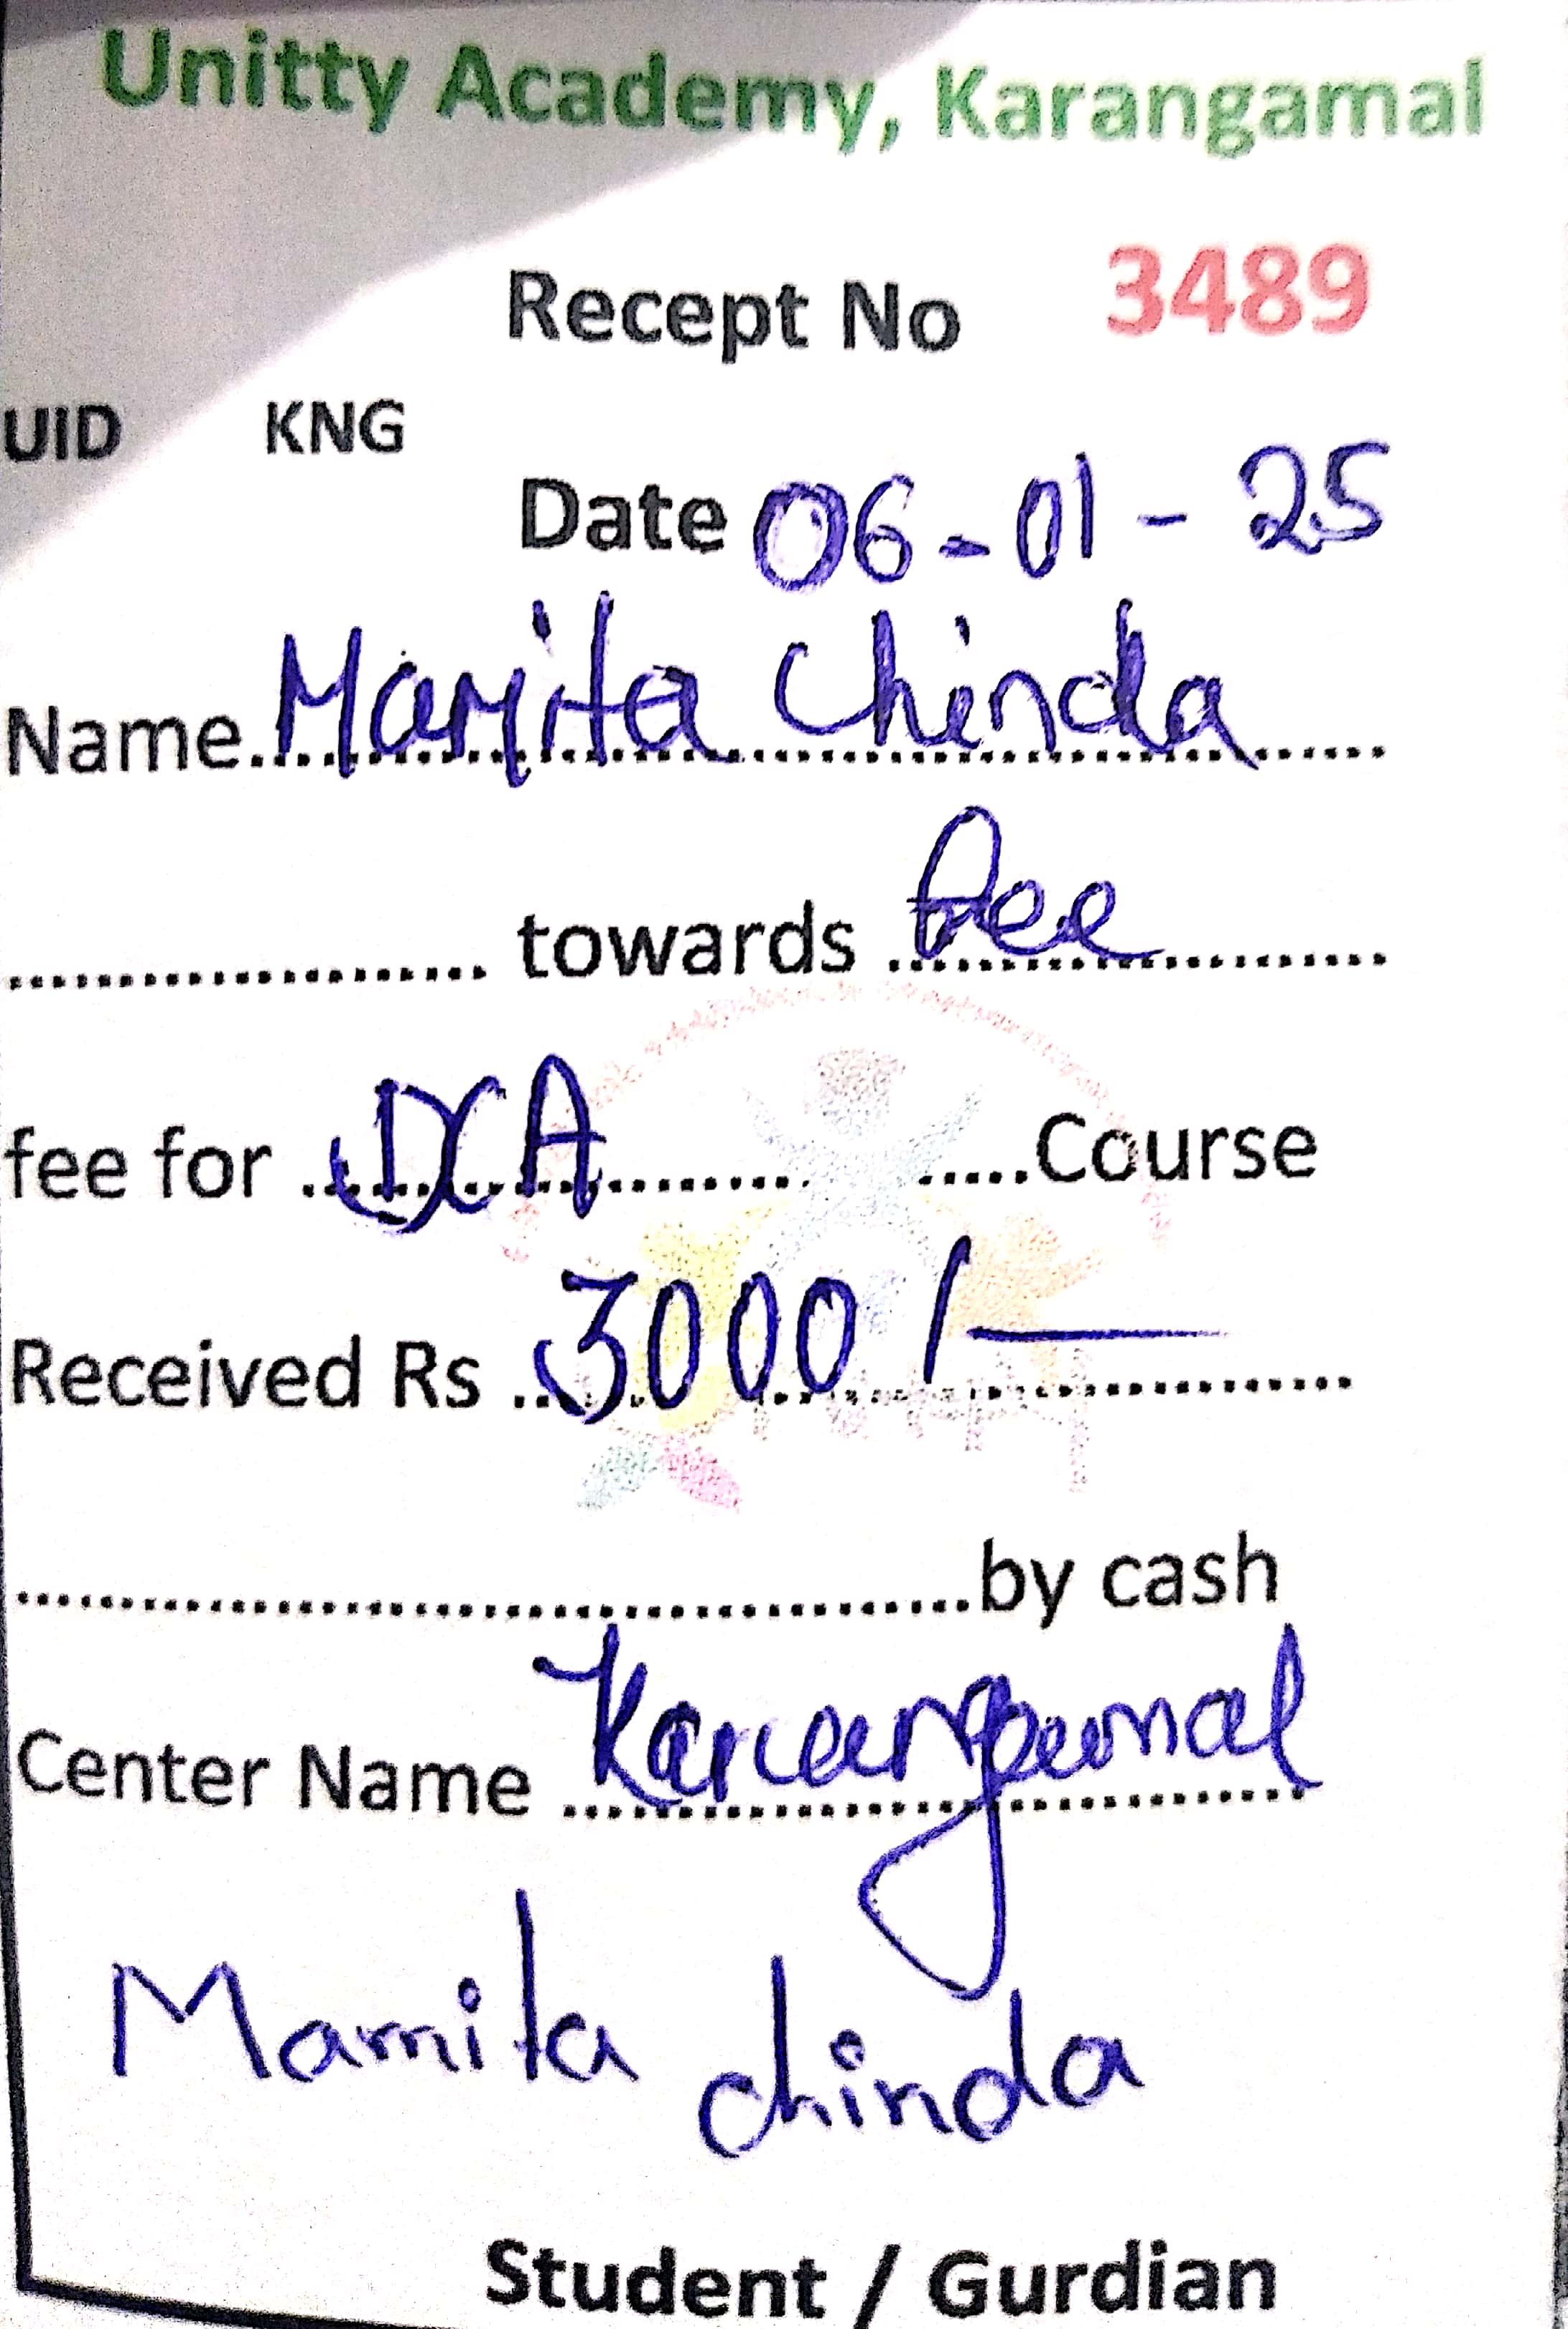 Unitty Academy, Karangamal
Recept No 3489
UID KNG
Date 06-01-25
Name Mamita Chinda
towards fee
fee for DCA Course
Received Rs 3000/-
by cash
Center Name Karangamal
Mamita chinda
Student / Gurdian